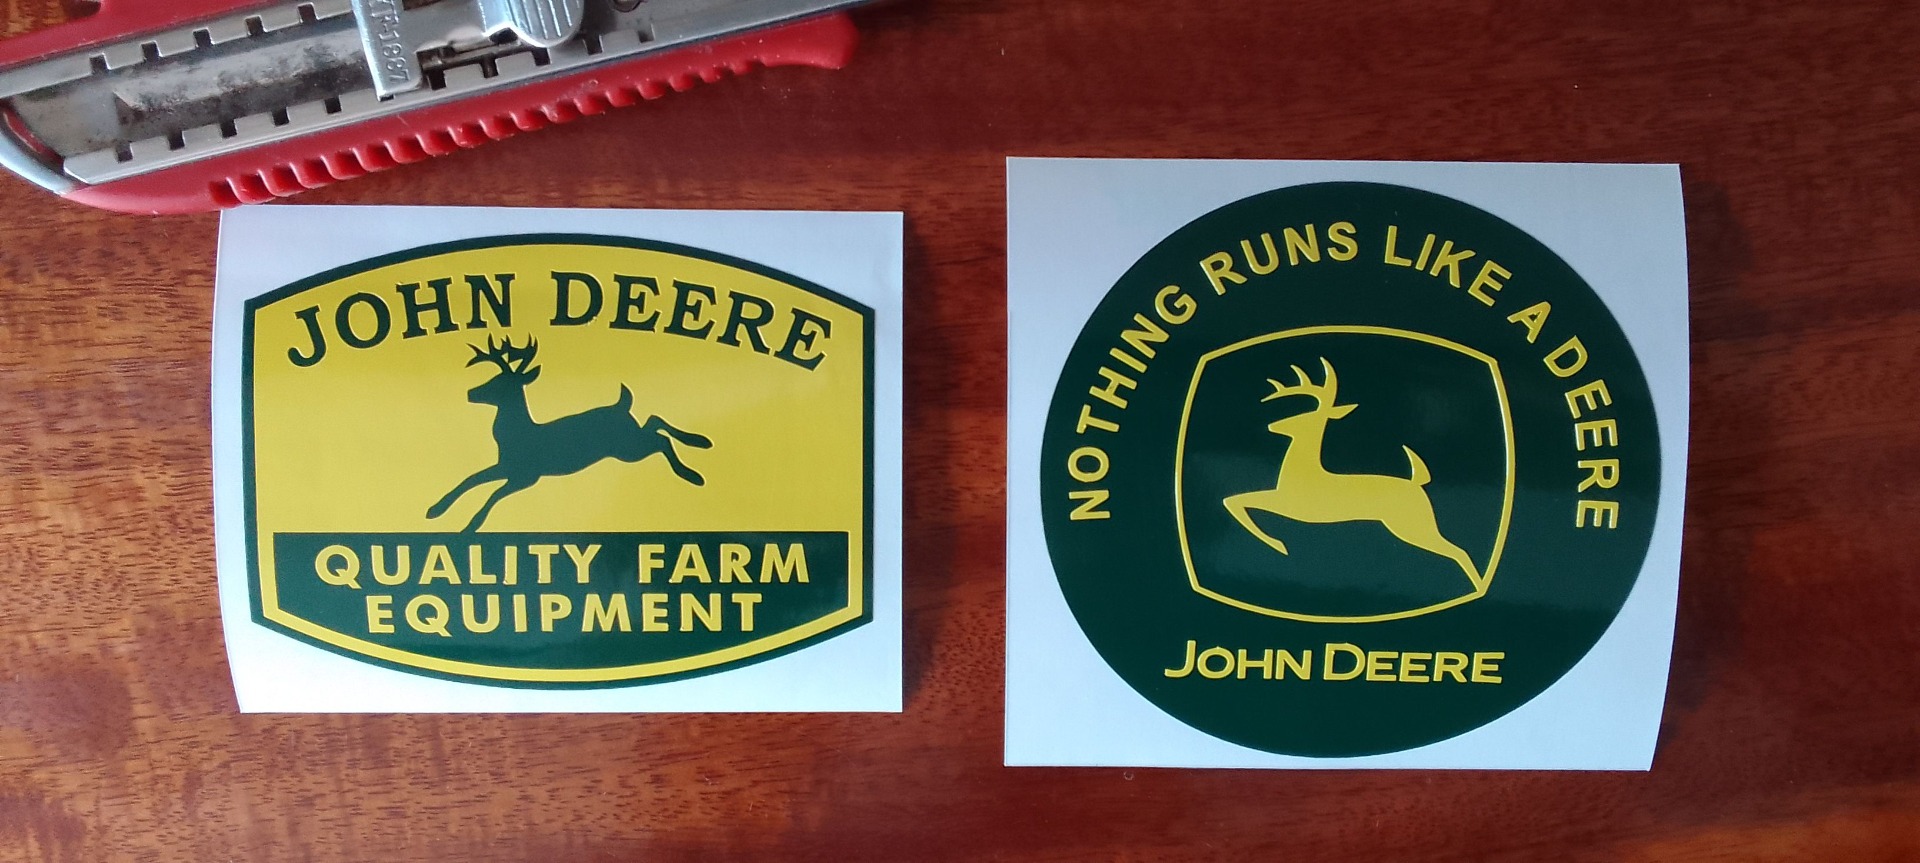 JOHN DEERE
QUALITY FARM
EQUIPMENT
NOTHING RUNS LIKE A DEERE
JOHN DEERE